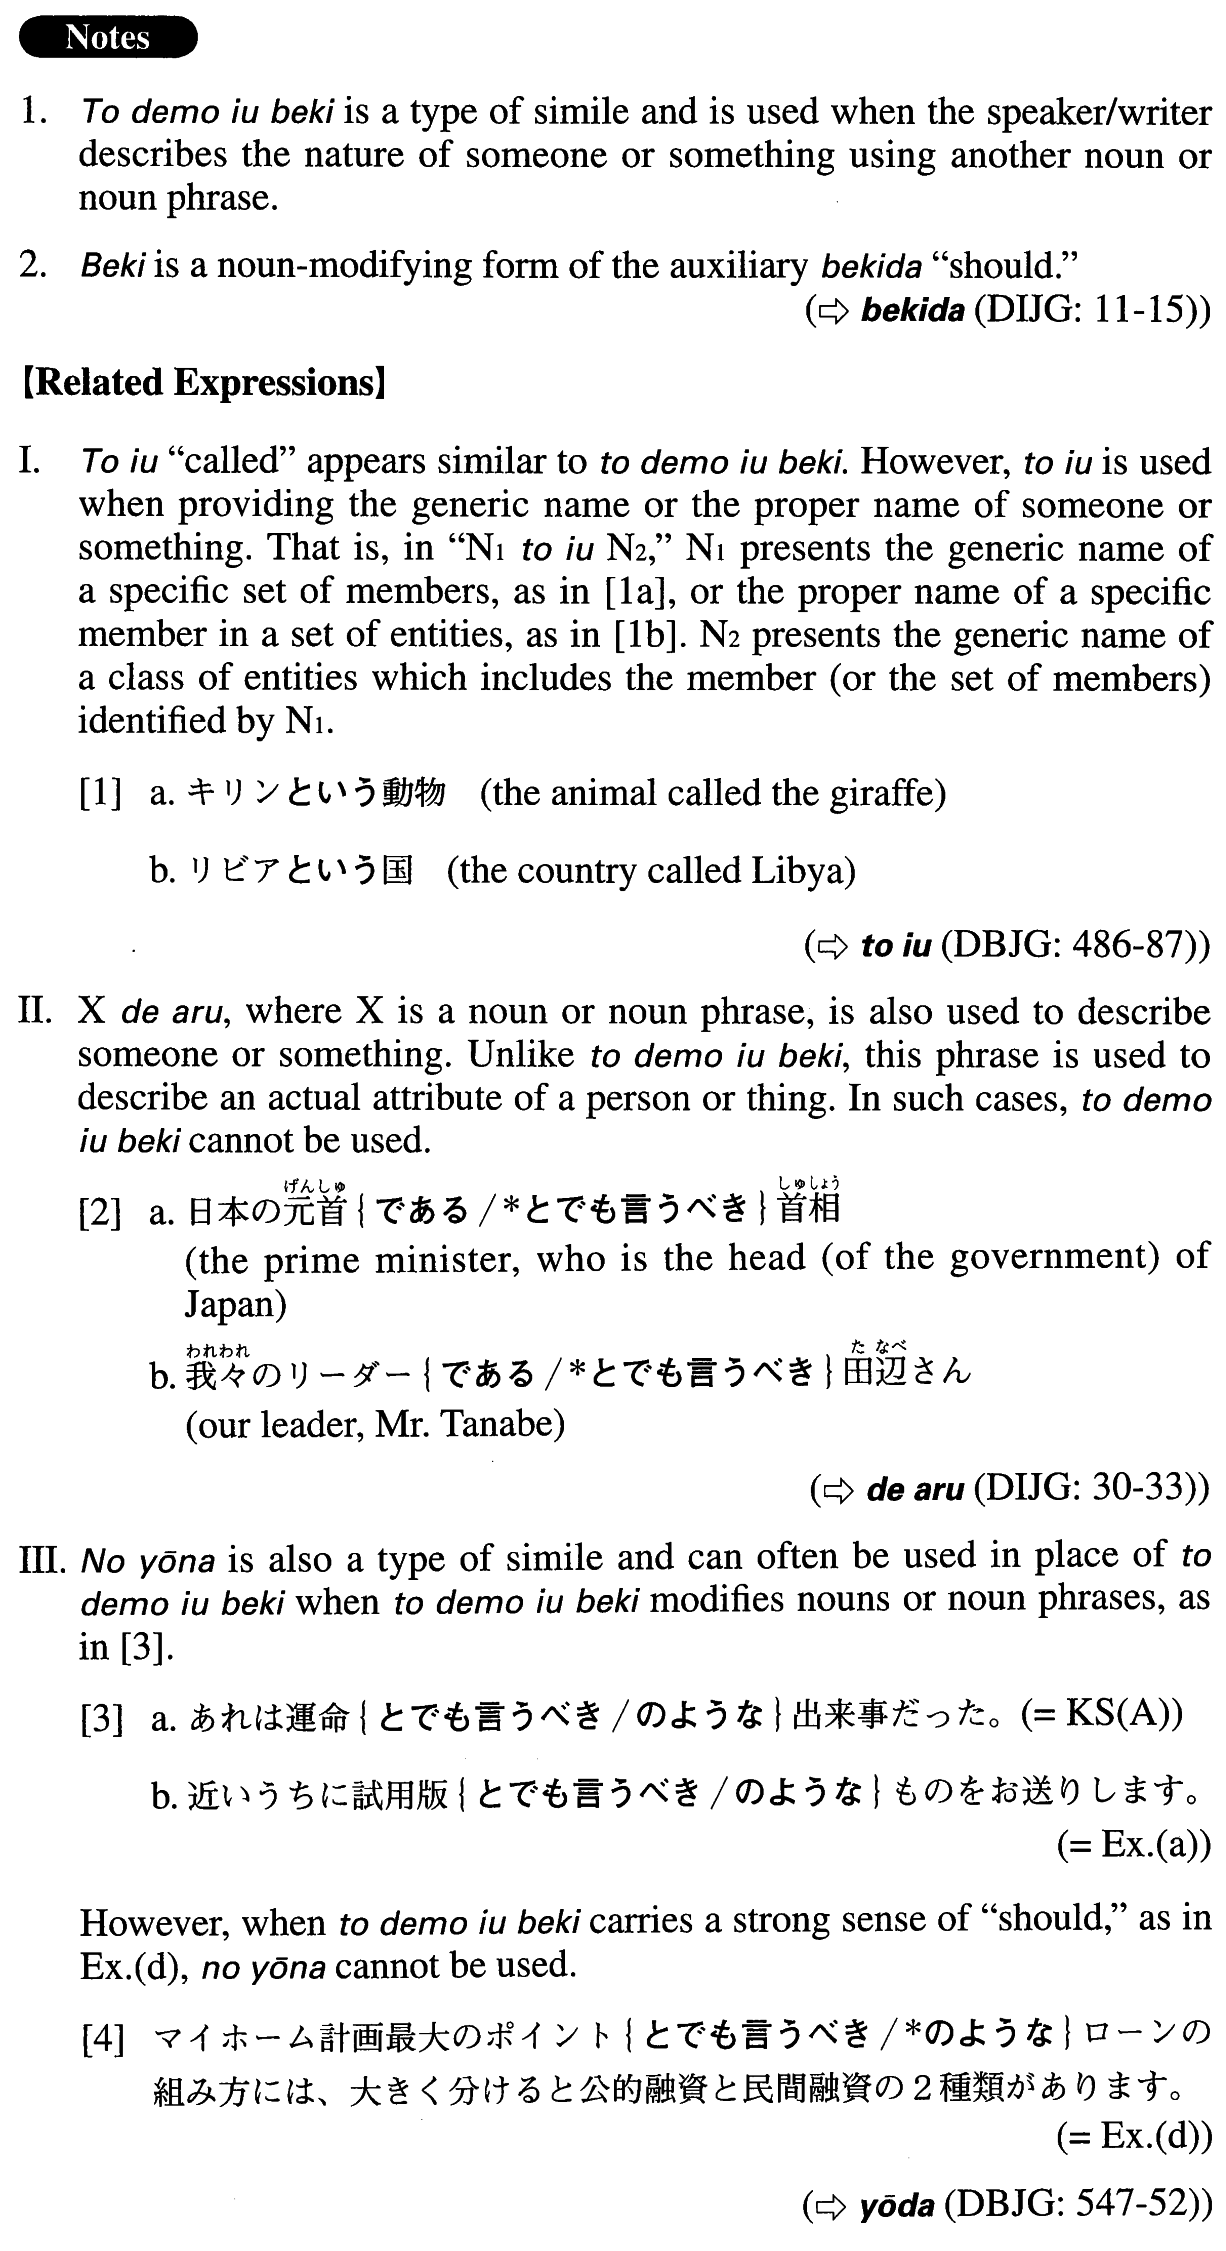 Notes
1. To demo iu beki is a type of simile and is used when the speaker/writer
describes the nature of someone or something using another noun or
noun phrase.
2. Beki is a noun-modifying form of the auxiliary bekida “should.”
(⇨ bekida (DIJG: 11-15))
【Related Expressions】
I. To iu “called” appears similar to to demo iu beki. However, to iu is used
when providing the generic name or the proper name of someone or
something. That is, in “N1 to iu N2,” N1 presents the generic name of
a specific set of members, as in [1a], or the proper name of a specific
member in a set of entities, as in [1b]. N2 presents the generic name of
a class of entities which includes the member (or the set of members)
identified by N1.
[1] a. キリンという動物 (the animal called the giraffe)
b. リビアという国 (the country called Libya)
(⇨ to iu (DBJG: 486-87))
II. X de aru, where X is a noun or noun phrase, is also used to describe
someone or something. Unlike to demo iu beki, this phrase is used to
describe an actual attribute of a person or thing. In such cases, to demo
iu beki cannot be used.
げんしゅ しゅしょう
[2] a. 日本の元首{である/*とでも言うべき}首相
(the prime minister, who is the head (of the government) of
Japan)
われわれ た なべ
b. 我々のリーダー{である/*とでも言うべき}田辺さん
(our leader, Mr. Tanabe)
(⇨ de aru (DIJG: 30-33))
III. No yōna is also a type of simile and can often be used in place of to
demo iu beki when to demo iu beki modifies nouns or noun phrases, as
in [3].
[3] a. あれは運命{とでも言うべき/のような}出来事だった。(= KS(A))
b. 近いうちに試用版{とでも言うべき/のような}ものをお送りします。
(= Ex.(a))
However, when to demo iu beki carries a strong sense of “should,” as in
Ex.(d), no yōna cannot be used.
[4] マイホーム計画最大のポイント{とでも言うべき/*のような}ローンの
組み方には、大きく分けると公的融資と民間融資の２種類があります。
(= Ex.(d))
(⇨ yōda (DBJG: 547-52))